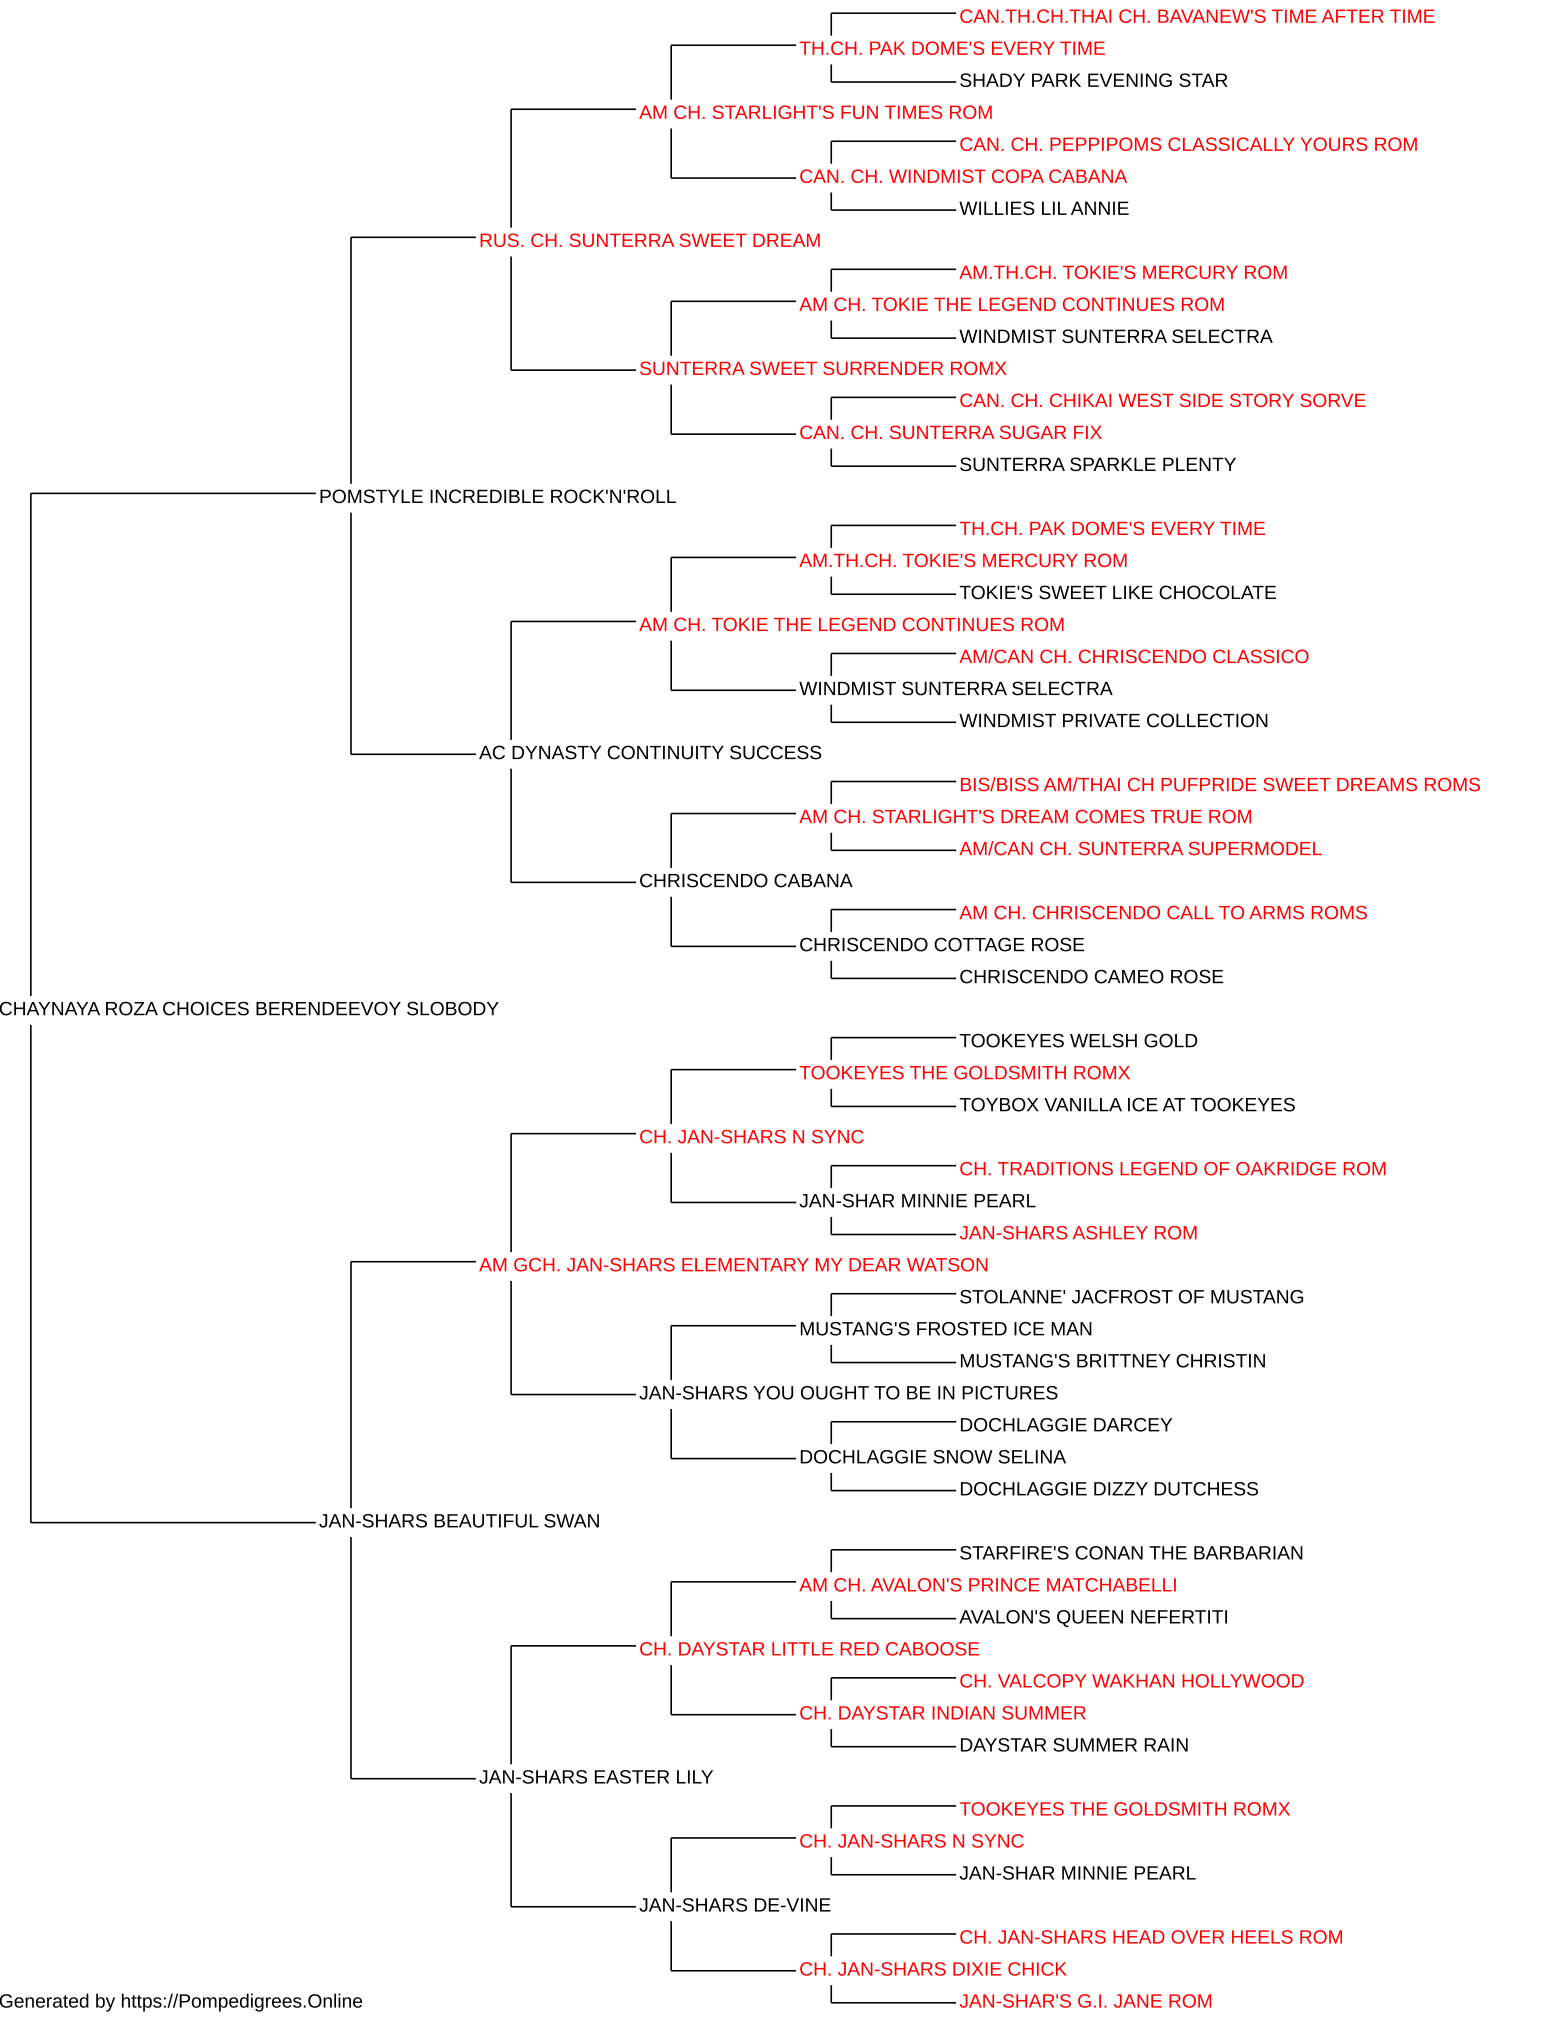 CAN.TH.CH.THAI CH. BAVANEW'S TIME AFTER TIME
TH.CH. PAK DOME'S EVERY TIME
SHADY PARK EVENING STAR
AM CH. STARLIGHT'S FUN TIMES ROM
CAN. CH. PEPPIPOMS CLASSICALLY YOURS ROM
CAN. CH. WINDMIST COPA CABANA
WILLIES LIL ANNIE
RUS. CH. SUNTERRA SWEET DREAM
AM.TH.CH. TOKIE'S MERCURY ROM
AM CH. TOKIE THE LEGEND CONTINUES ROM
WINDMIST SUNTERRA SELECTRA
SUNTERRA SWEET SURRENDER ROMX
CAN. CH. CHIKAI WEST SIDE STORY SORVE
CAN. CH. SUNTERRA SUGAR FIX
SUNTERRA SPARKLE PLENTY
POMSTYLE INCREDIBLE ROCK'N'ROLL
TH.CH. PAK DOME'S EVERY TIME
AM.TH.CH. TOKIE'S MERCURY ROM
TOKIE'S SWEET LIKE CHOCOLATE
AM CH. TOKIE THE LEGEND CONTINUES ROM
AM/CAN CH. CHRISCENDO CLASSICO
WINDMIST SUNTERRA SELECTRA
WINDMIST PRIVATE COLLECTION
AC DYNASTY CONTINUITY SUCCESS
BIS/BISS AM/THAI CH PUFPRIDE SWEET DREAMS ROMS
AM CH. STARLIGHT'S DREAM COMES TRUE ROM
AM/CAN CH. SUNTERRA SUPERMODEL
CHRISCENDO CABANA
AM CH. CHRISCENDO CALL TO ARMS ROMS
CHRISCENDO COTTAGE ROSE
CHRISCENDO CAMEO ROSE
CHAYNAYA ROZA CHOICES BERENDEEVOY SLOBODY
TOOKEYES WELSH GOLD
TOOKEYES THE GOLDSMITH ROMX
TOYBOX VANILLA ICE AT TOOKEYES
CH. JAN-SHARS N SYNC
CH. TRADITIONS LEGEND OF OAKRIDGE ROM
JAN-SHAR MINNIE PEARL
JAN-SHARS ASHLEY ROM
AM GCH. JAN-SHARS ELEMENTARY MY DEAR WATSON
STOLANNE' JACFROST OF MUSTANG
MUSTANG'S FROSTED ICE MAN
MUSTANG'S BRITTNEY CHRISTIN
JAN-SHARS YOU OUGHT TO BE IN PICTURES
DOCHLAGGIE DARCEY
DOCHLAGGIE SNOW SELINA
DOCHLAGGIE DIZZY DUTCHESS
JAN-SHARS BEAUTIFUL SWAN
STARFIRE'S CONAN THE BARBARIAN
AM CH. AVALON'S PRINCE MATCHABELLI
AVALON'S QUEEN NEFERTITI
CH. DAYSTAR LITTLE RED CABOOSE
CH. VALCOPY WAKHAN HOLLYWOOD
CH. DAYSTAR INDIAN SUMMER
DAYSTAR SUMMER RAIN
JAN-SHARS EASTER LILY
TOOKEYES THE GOLDSMITH ROMX
CH. JAN-SHARS N SYNC
JAN-SHAR MINNIE PEARL
JAN-SHARS DE-VINE
CH. JAN-SHARS HEAD OVER HEELS ROM
CH. JAN-SHARS DIXIE CHICK
JAN-SHAR'S G.I. JANE ROM
Generated by https://Pompedigrees.Online